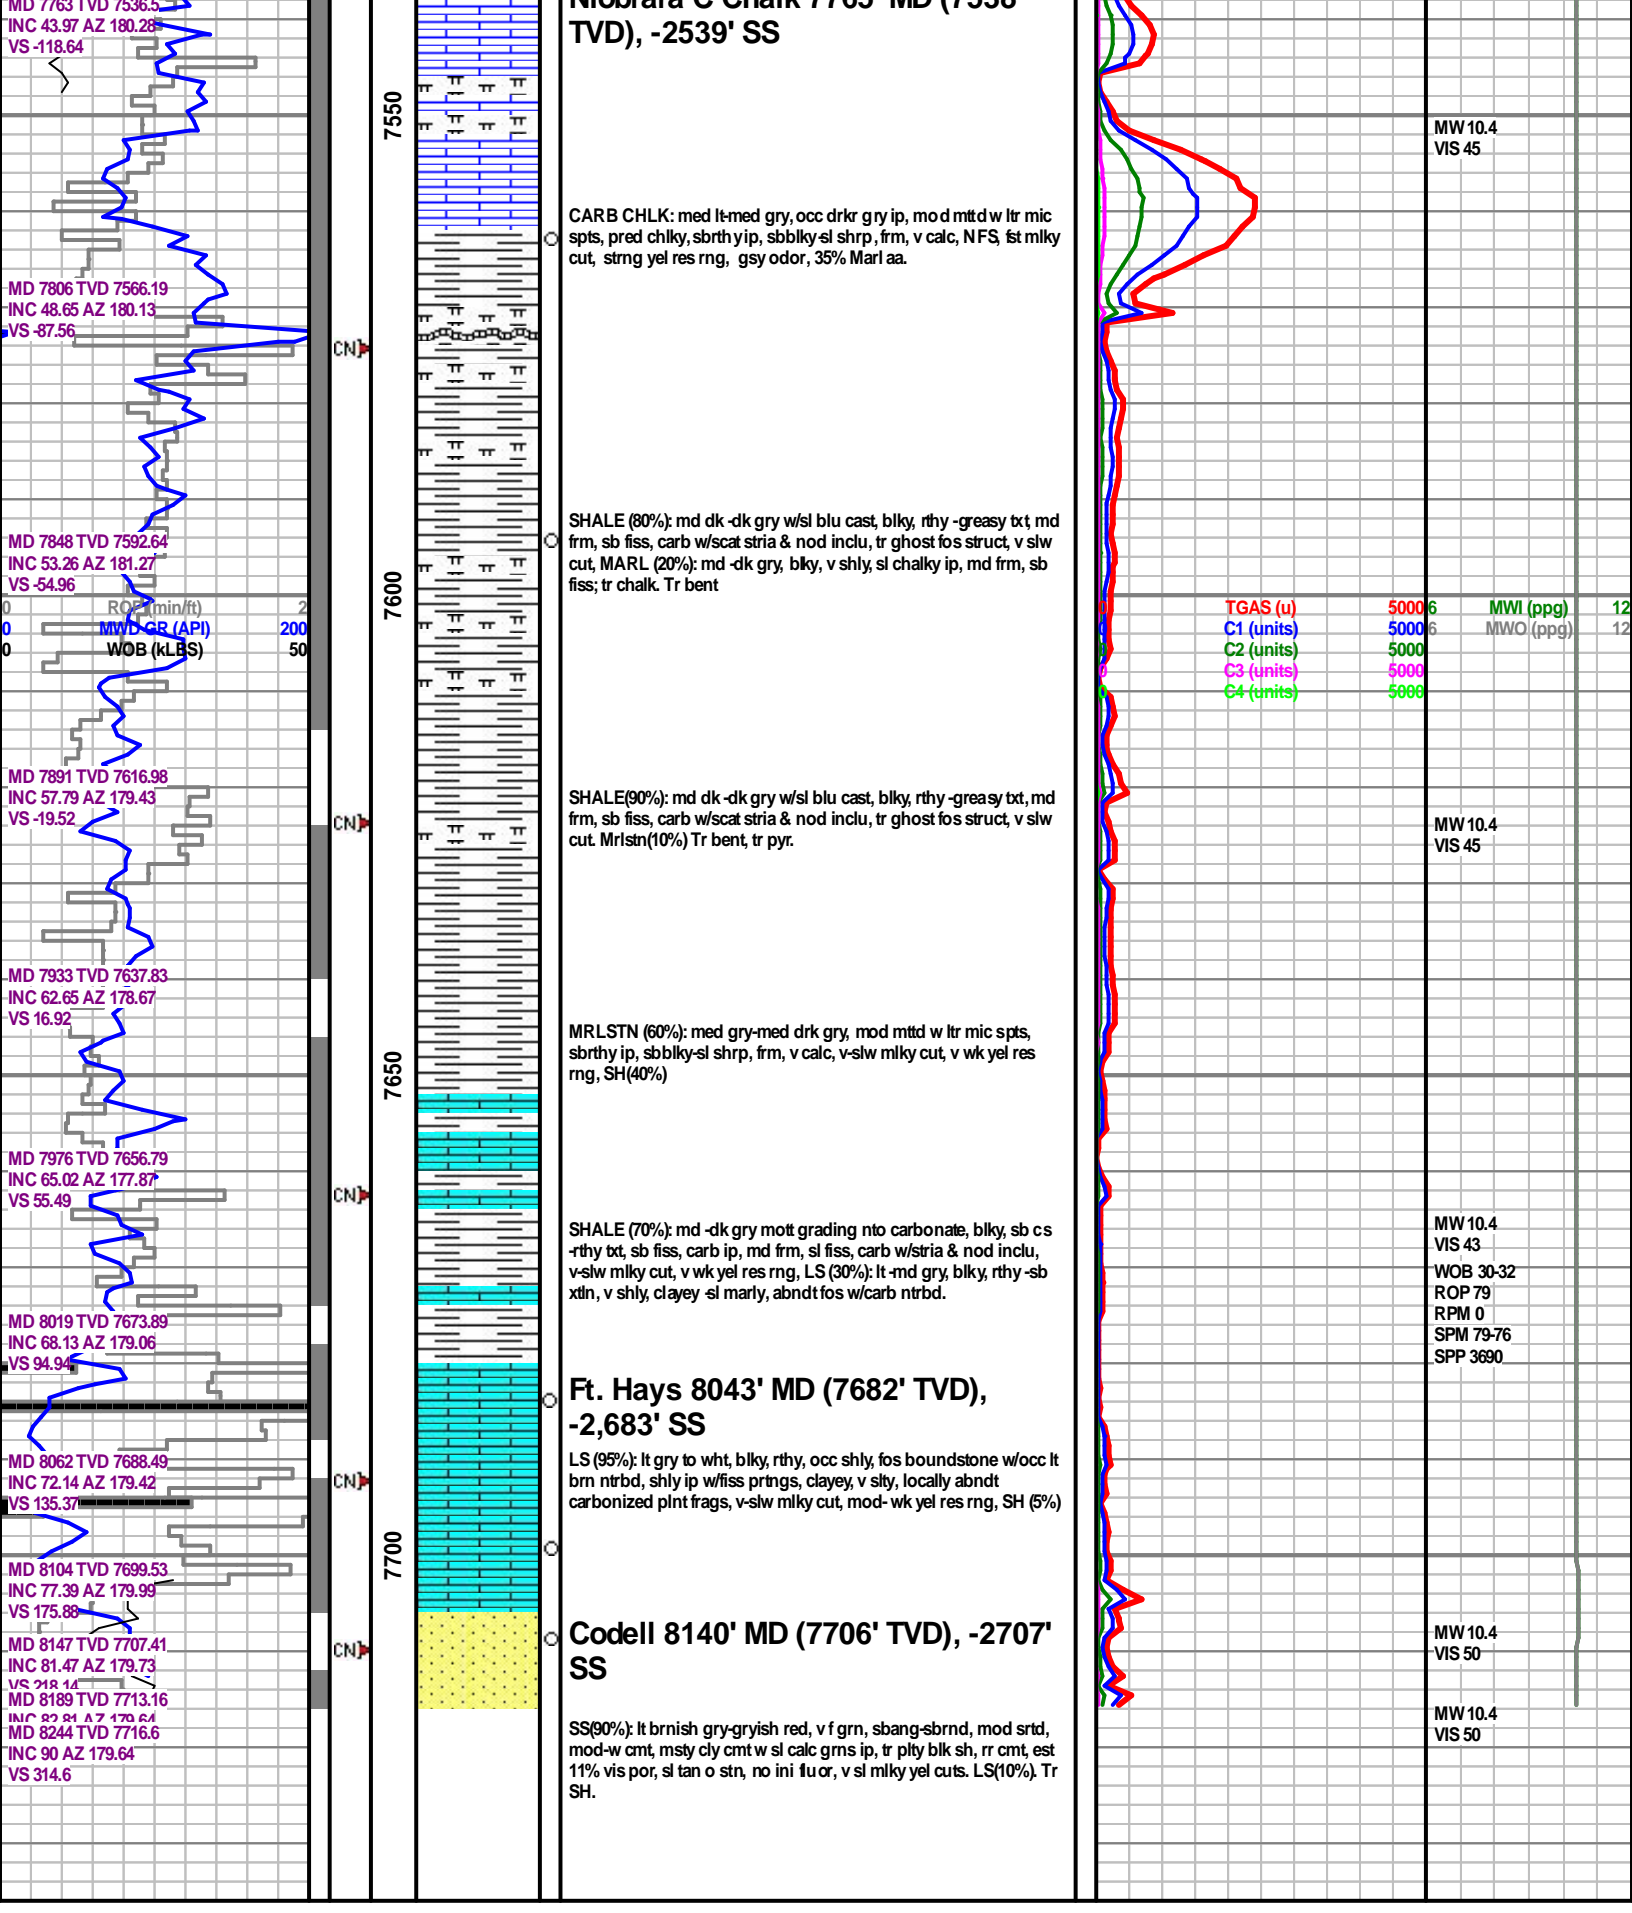 MD 7763 TVD 7536.5
INC 43.97 AZ 180.28
VS -118.64
MD 7806 TVD 7566.19
INC 48.65 AZ 180.13
VS -87.56
MD 7848 TVD 7592.64
INC 53.26 AZ 181.27
VS -54.96
0 ROP (min/ft) 2
0 MWD GR (API) 200
0 WOB (kLBS) 50
MD 7891 TVD 7616.98
INC 57.79 AZ 179.43
VS -19.52
MD 7933 TVD 7637.83
INC 62.65 AZ 178.67
VS 16.92
MD 7976 TVD 7656.79
INC 65.02 AZ 177.87
VS 55.49
MD 8019 TVD 7673.89
INC 68.13 AZ 179.06
VS 94.94
MD 8062 TVD 7688.49
INC 72.14 AZ 179.42
VS 135.37
MD 8104 TVD 7699.53
INC 77.39 AZ 179.99
VS 175.88
MD 8147 TVD 7707.41
INC 81.47 AZ 179.73
VS 218.14
MD 8189 TVD 7713.16
INC 82.81 AZ 179.64
MD 8244 TVD 7716.6
INC 90 AZ 179.64
VS 314.6
CN]
CN]
CN]
CN]
CN]
7550
7600
7650
7700
Niobrara C Chalk 7765' MD (7538'
TVD), -2539' SS
CARB CHLK: med lt-med gry, occ drkr gry ip, mod mttd w ltr mic
spts, pred chlky, sbrthy ip, sbblky-sl shrp, frm, v calc, NFS, fst mlky
cut, strng yel res rng, gsy odor, 35% Marl aa.
SHALE (80%): md dk -dk gry w/sl blu cast, blky, rthy -greasy txt, md
frm, sb fiss, carb w/scat stria & nod inclu, tr ghost fos struct, v slw
cut, MARL (20%): md -dk gry, blky, v shly, sl chalky ip, md frm, sb
fiss; tr chalk. Tr bent
SHALE(90%): md dk -dk gry w/sl blu cast, blky, rthy -greasy txt, md
frm, sb fiss, carb w/scat stria & nod inclu, tr ghost fos struct, v slw
cut. Mrlstn(10%) Tr bent, tr pyr.
MRLSTN (60%): med gry-med drk gry, mod mttd w ltr mic spts,
sbrthy ip, sbblky-sl shrp, frm, v calc, v-slw mlky cut, v wk yel res
rng, SH(40%)
SHALE (70%): md -dk gry mott grading nto carbonate, blky, sb cs
-rthy txt, sb fiss, carb ip, md frm, sl fiss, carb w/stria & nod inclu,
v-slw mlky cut, v wk yel res rng, LS (30%): lt -md gry, blky, rthy -sb
xtln, v shly, clayey -sl marly, abndt fos w/carb ntrbd.
Ft. Hays 8043' MD (7682' TVD),
-2,683' SS
LS (95%): lt gry to wht, blky, rthy, occ shly, fos boundstone w/occ lt
brn ntrbd, shly ip w/fiss prtngs, clayey, v slty, locally abndt
carbonized plnt frags, v-slw mlky cut, mod- wk yel res rng, SH (5%)
Codell 8140' MD (7706' TVD), -2707'
SS
SS(90%): lt brnish gry-gryish red, v f grn, sbang-sbrnd, mod srtd,
mod-w cmt, msty cly cmt w sl calc grns ip, tr plty blk sh, rr cmt, est
11% vis por, sl tan o stn, no ini fluor, v sl mlky yel cuts. LS(10%). Tr
SH.
TGAS (u) 5000
C1 (units) 5000
C2 (units) 5000
C3 (units) 5000
C4 (units) 5000
6 MWI (ppg) 12
6 MWO (ppg) 12
MW 10.4
VIS 45
MW 10.4
VIS 45
MW 10.4
VIS 43
WOB 30-32
ROP 79
RPM 0
SPM 79-76
SPP 3690
MW 10.4
VIS 50
MW 10.4
VIS 50